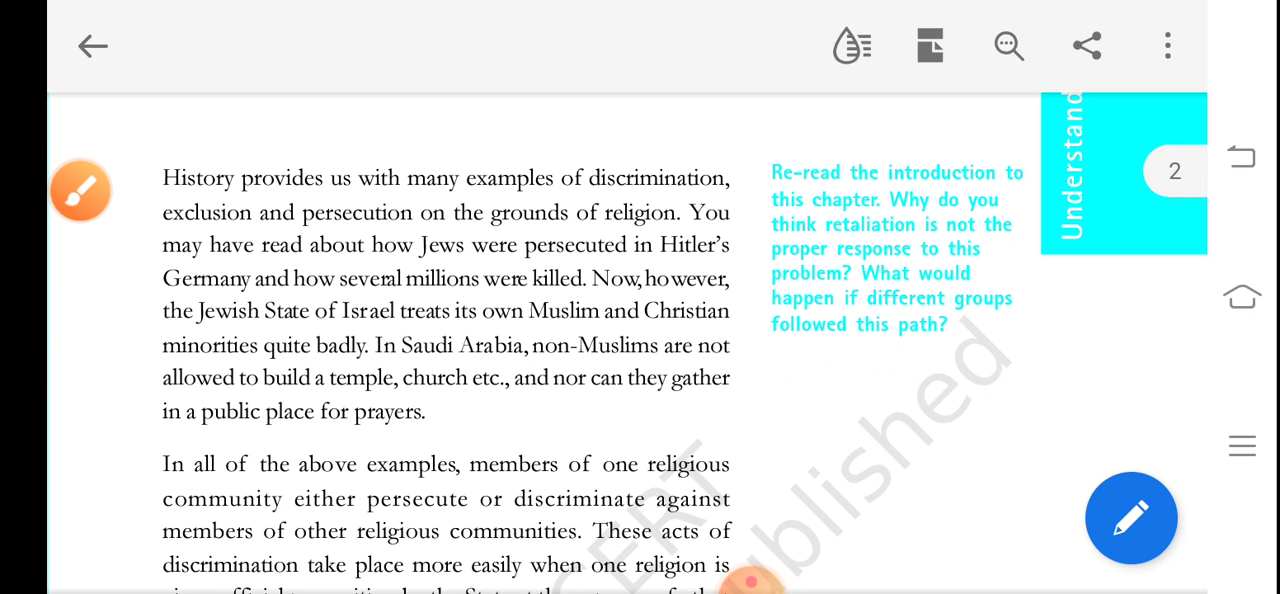 History provides us with many examples of discrimination,
exclusion and persecution on the grounds of religion. You
may have read about how Jews were persecuted in Hitler's
Germany and how several millions were killed. Now, however,
the Jewish State of Israel treats its own Muslim and Christian
minorities quite badly. In Saudi Arabia, non-Muslims are not
allowed to build a temple, church etc., and nor can they gather
in a public place for prayers.
In all of the above examples, members of one religious
community either persecute or discriminate against
members of other religious communities. These acts of
discrimination take place more easily when one religion is
Re-read the introduction to
this chapter. Why do you
think retaliation is not the
proper response to this
problem? What would
happen if different groups
followed this path?
Understand
2
CERT
ublished